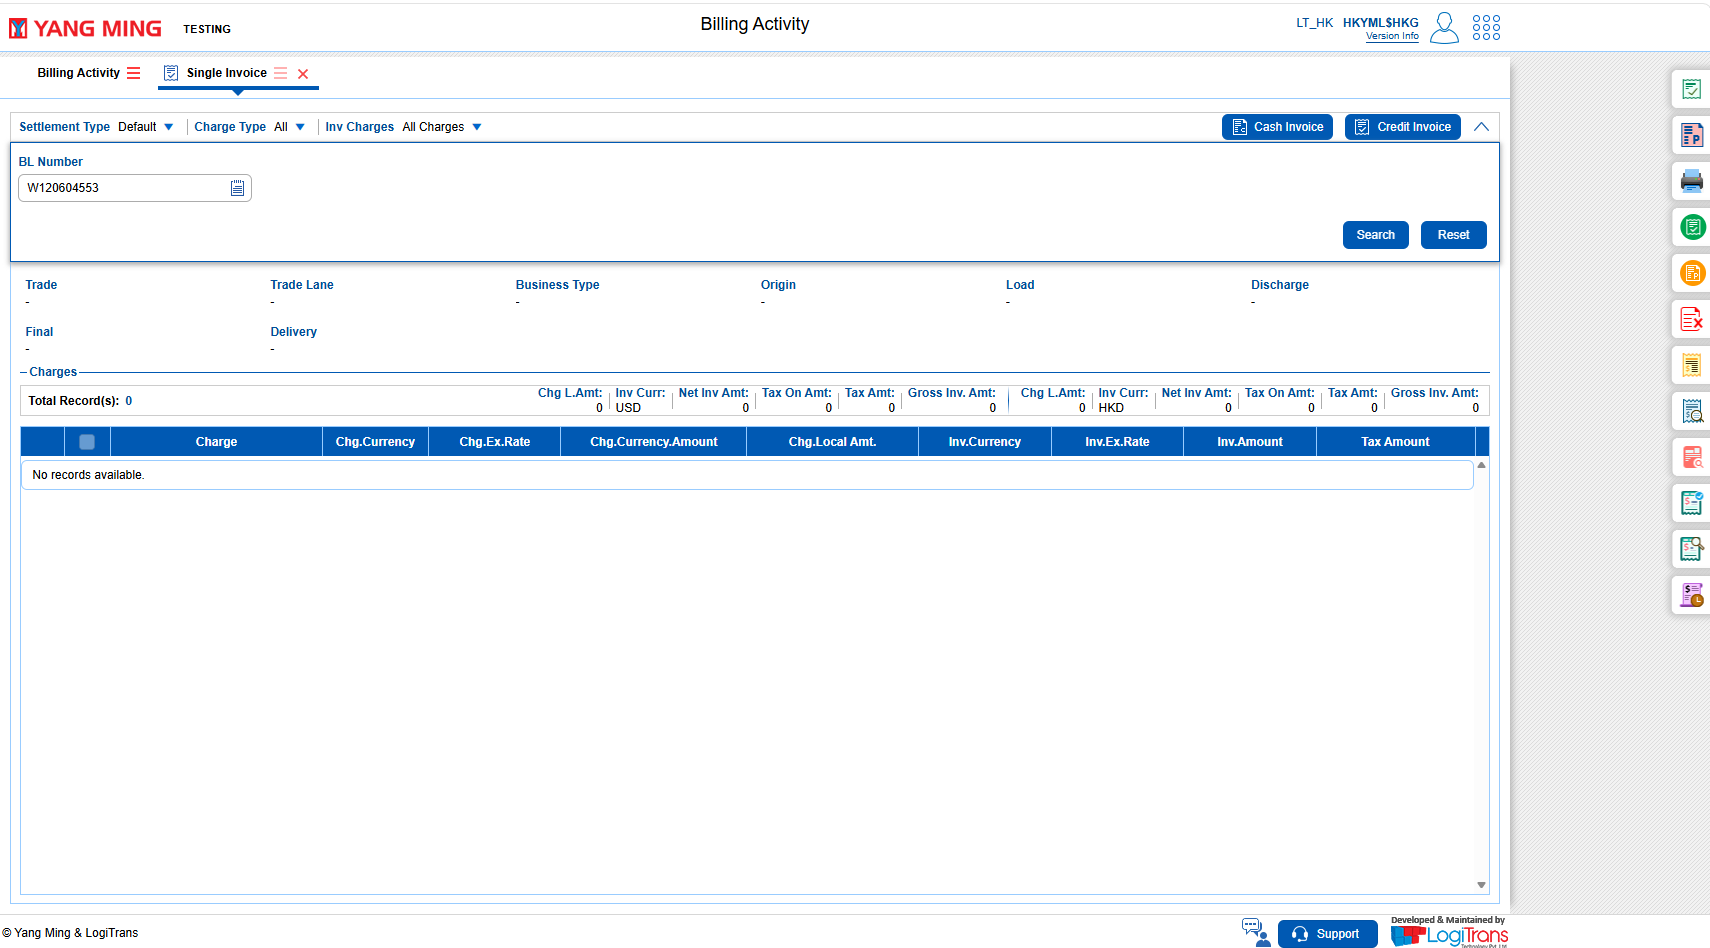 YANG MING TESTING Billing Activity LT_HK HKYML$HKG
Version Info
Billing Activity Single Invoice
Settlement Type Default Charge Type All Inv Charges All Charges Cash Invoice Credit Invoice
BL Number
W120604553
Search Reset
Trade Trade Lane Business Type Origin Load Discharge
- - - - - -
Final Delivery
- -
Charges
Total Record(s): 0
Chg L.Amt: Inv Curr: Net Inv Amt: Tax On Amt: Tax Amt: Gross Inv. Amt: Chg L.Amt: Inv Curr: Net Inv Amt: Tax On Amt: Tax Amt: Gross Inv. Amt:
0 USD 0 0 0 0 0 HKD 0 0 0 0
Charge Chg.Currency Chg.Ex.Rate Chg.Currency.Amount Chg.Local Amt. Inv.Currency Inv.Ex.Rate Inv.Amount Tax Amount
No records available.
© Yang Ming & LogiTrans
Support
Developed & Maintained by
LogiTrans
Technology Pvt. Ltd.